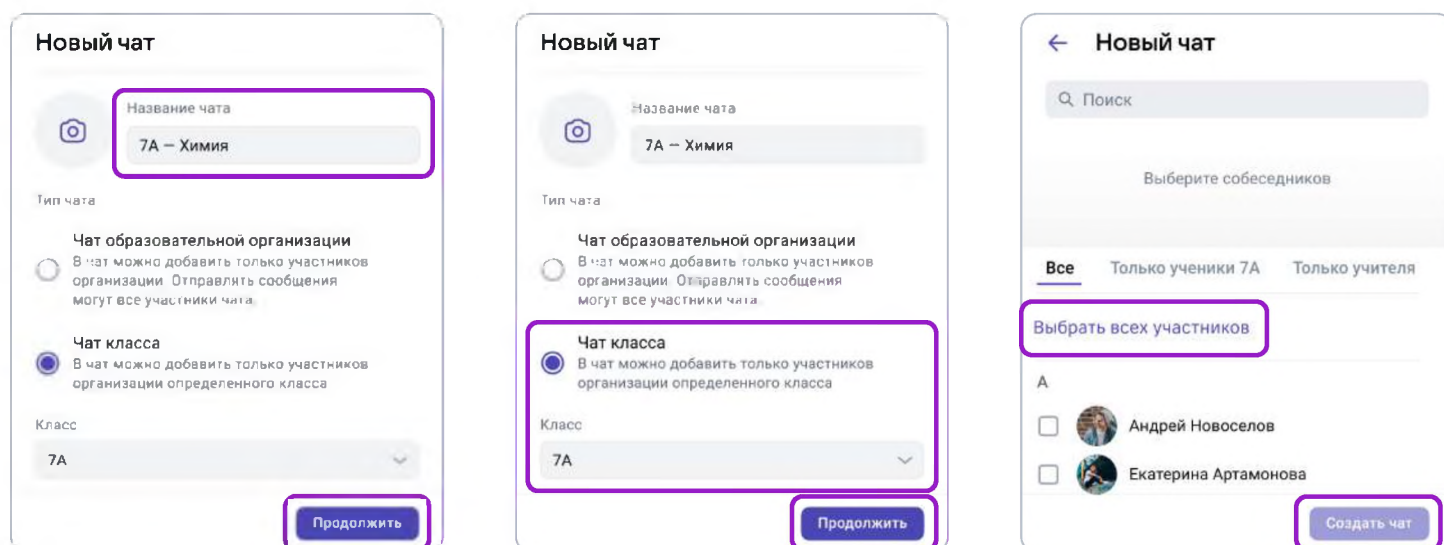 Новый чат
Название чата
7А — Химия
Тип чата
Чат образовательной организации
В чат можно добавить только участников
организации. Отправлять сообщения
могут все участники чата.
Чат класса
В чат можно добавить только участников
организации определенного класса
Класс
7А
Продолжить
Новый чат
Название чата
7А — Химия
Тип чата
Чат образовательной организации
В чат можно добавить только участников
организации. Отправлять сообщения
могут все участники чата.
Чат класса
В чат можно добавить только участников
организации определенного класса
Класс
7А
Продолжить
Новый чат
Поиск
Выберите собеседников
Все Только ученики 7А Только учителя
Выбрать всех участников
А
Андрей Новоселов
Екатерина Артамонова
Создать чат